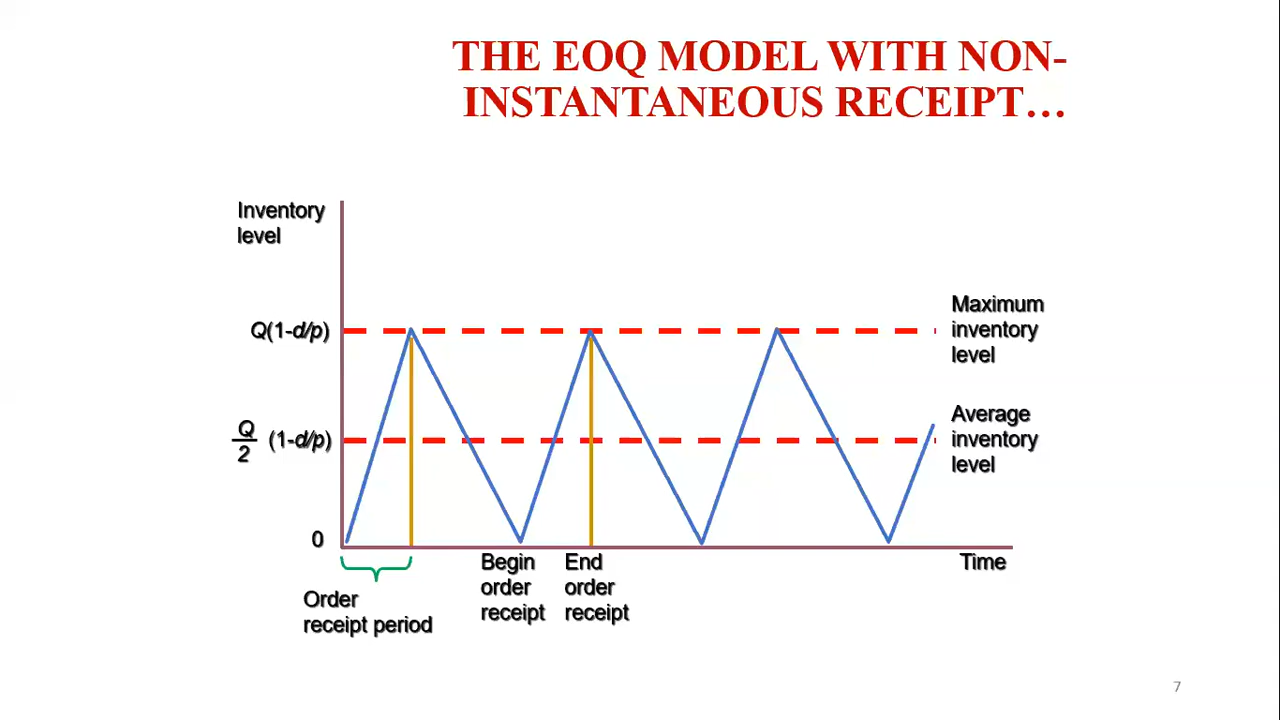 THE EOQ MODEL WITH NON-
INSTANTANEOUS RECEIPT…
Inventory
level
Q(1-d/p)
Maximum
inventory
level
Q
2
(1-d/p)
Average
inventory
level
0
Begin
order
receipt
End
order
receipt
Time
Order
receipt period
7